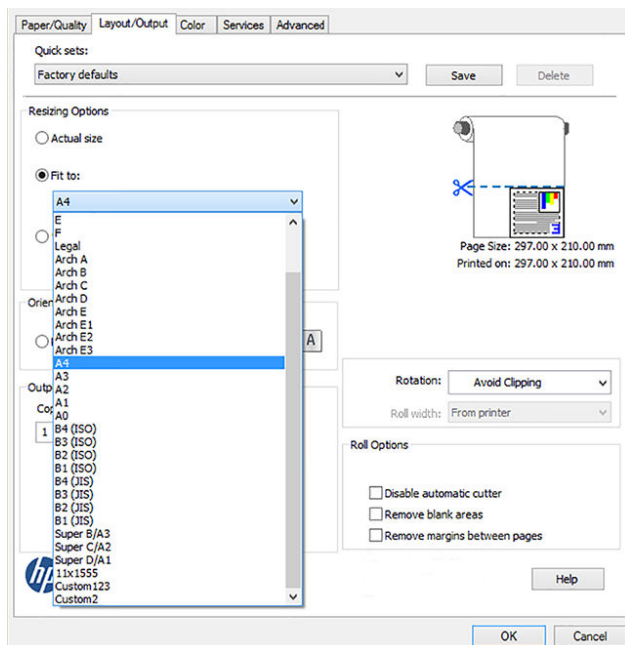 Paper/Quality Layout/Output Color Services Advanced
Quick sets:
Factory defaults Save Delete
Resizing Options
Actual size
Fit to:
A4
E
F
Legal
Arch A
Arch B
Arch C
Arch D
Arch E
Arch E1
Arch E2
Arch E3
A4
A3
A2
A1
A0
B4 (ISO)
B3 (ISO)
B2 (ISO)
B1 (ISO)
B4 (JIS)
B3 (JIS)
B2 (JIS)
B1 (JIS)
Super B/A3
Super C/A2
Super D/A1
11x1555
Custom123
Custom2
Orien
A
Outp
Cop
1
hp
E
Page Size: 297.00 x 210.00 mm
Printed on: 297.00 x 210.00 mm
Rotation: Avoid Clipping
Roll width: From printer
Roll Options
Disable automatic cutter
Remove blank areas
Remove margins between pages
Help
OK Cancel